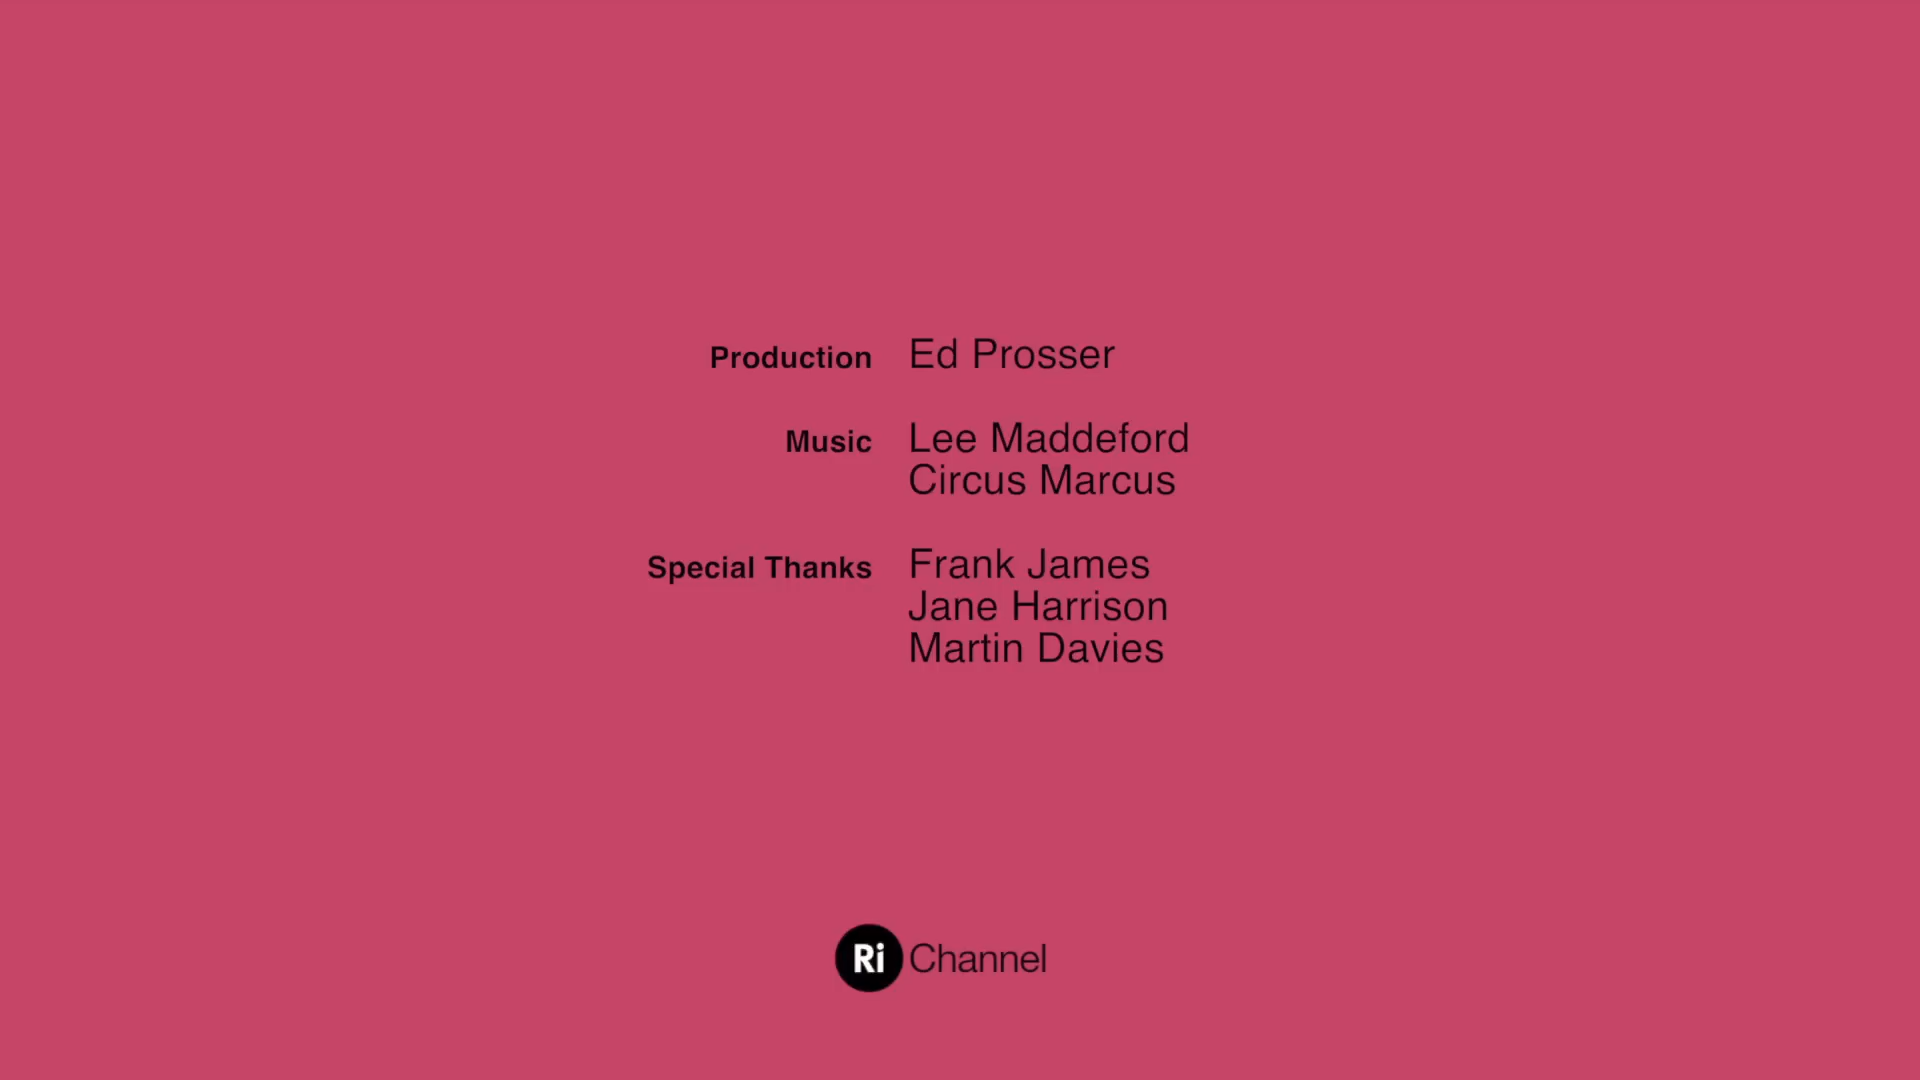 Production Ed Prosser
Music Lee Maddeford
Circus Marcus
Special Thanks Frank James
Jane Harrison
Martin Davies
Ri Channel